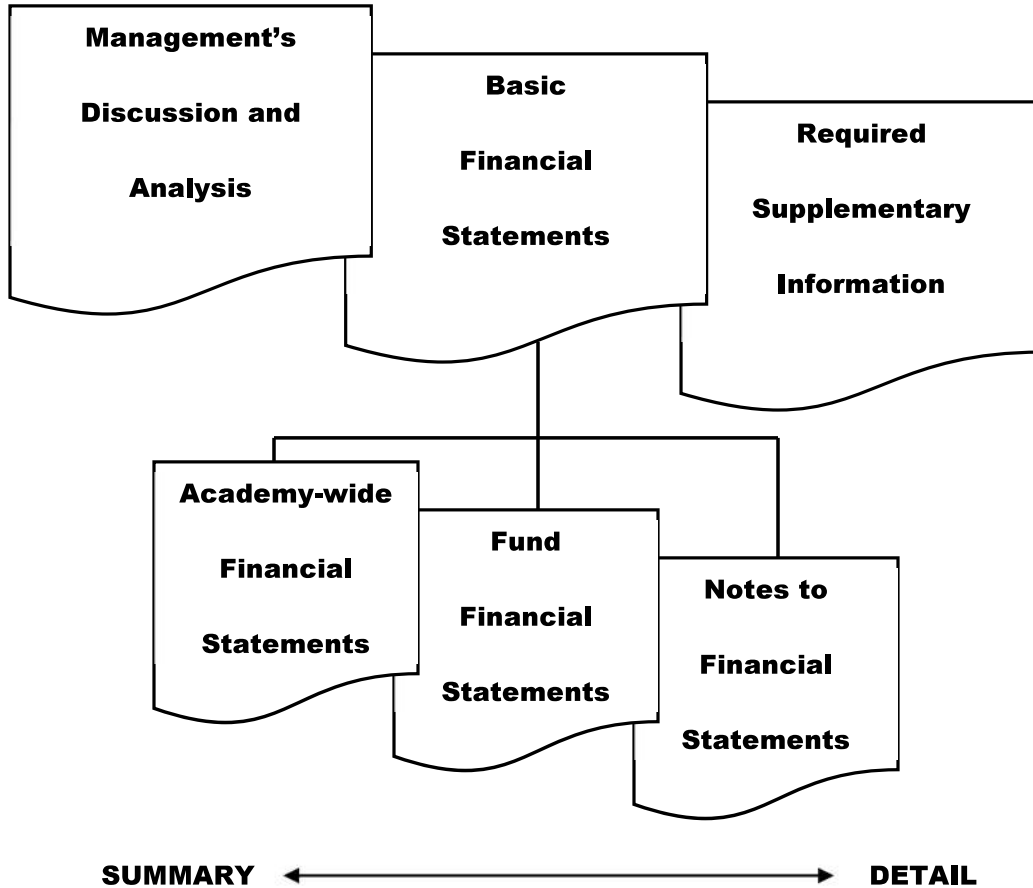 Management’s
Discussion and
Analysis
Basic
Financial
Statements
Required
Supplementary
Information
Academy-wide
Financial
Statements
Fund
Financial
Statements
Notes to
Financial
Statements
SUMMARY
DETAIL